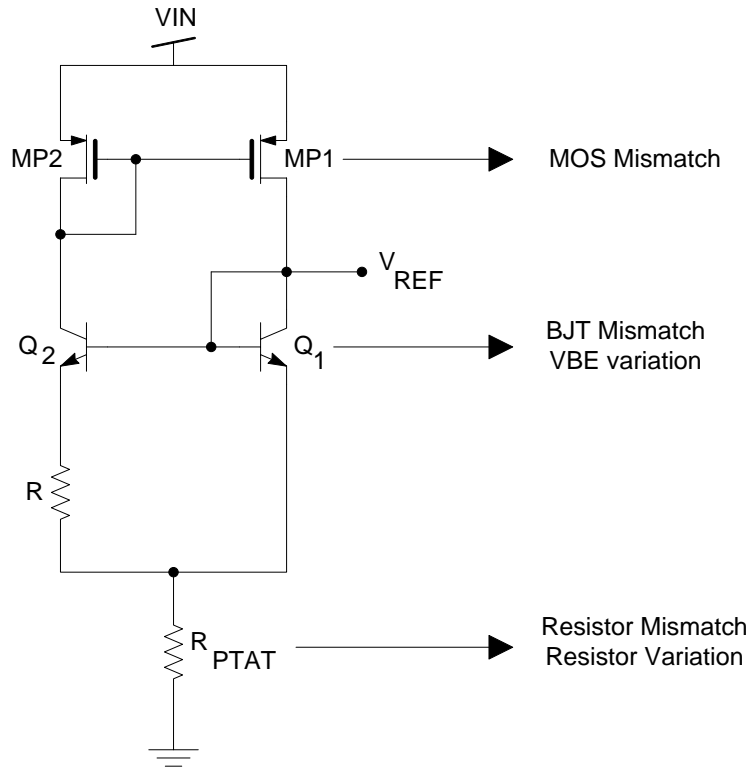 VIN
MP2
MP1
MOS Mismatch
V
REF
Q
2
Q
1
BJT Mismatch
VBE variation
R
R
PTAT
Resistor Mismatch
Resistor Variation